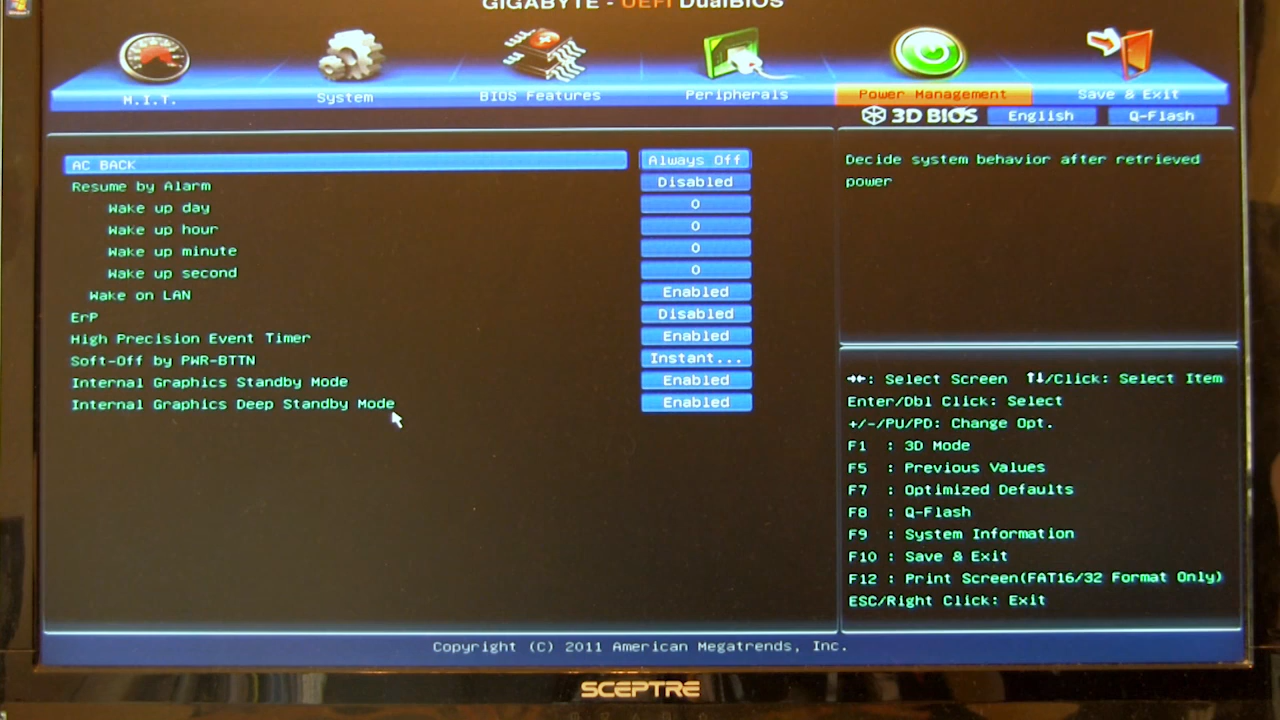 GIGABYTE - UEFI DualBIOS
M.I.T.
System
BIOS Features
Peripherals
Power Management
Save & Exit
3D BIOS
English
Q-Flash
AC BACK
Always Off
Resume by Alarm
Disabled
Wake up day
0
Wake up hour
0
Wake up minute
0
Wake up second
0
Wake on LAN
Enabled
ErP
Disabled
High Precision Event Timer
Enabled
Soft-Off by PWR-BTTN
Instant...
Internal Graphics Standby Mode
Enabled
Internal Graphics Deep Standby Mode
Enabled
Decide system behavior after retrieved
power
→←: Select Screen ↑↓/Click: Select Item
Enter/Dbl Click: Select
+/-/PU/PD: Change Opt.
F1 : 3D Mode
F5 : Previous Values
F7 : Optimized Defaults
F8 : Q-Flash
F9 : System Information
F10 : Save & Exit
F12 : Print Screen(FAT16/32 Format Only)
ESC/Right Click: Exit
Copyright (C) 2011 American Megatrends, Inc.
SCEPTRE